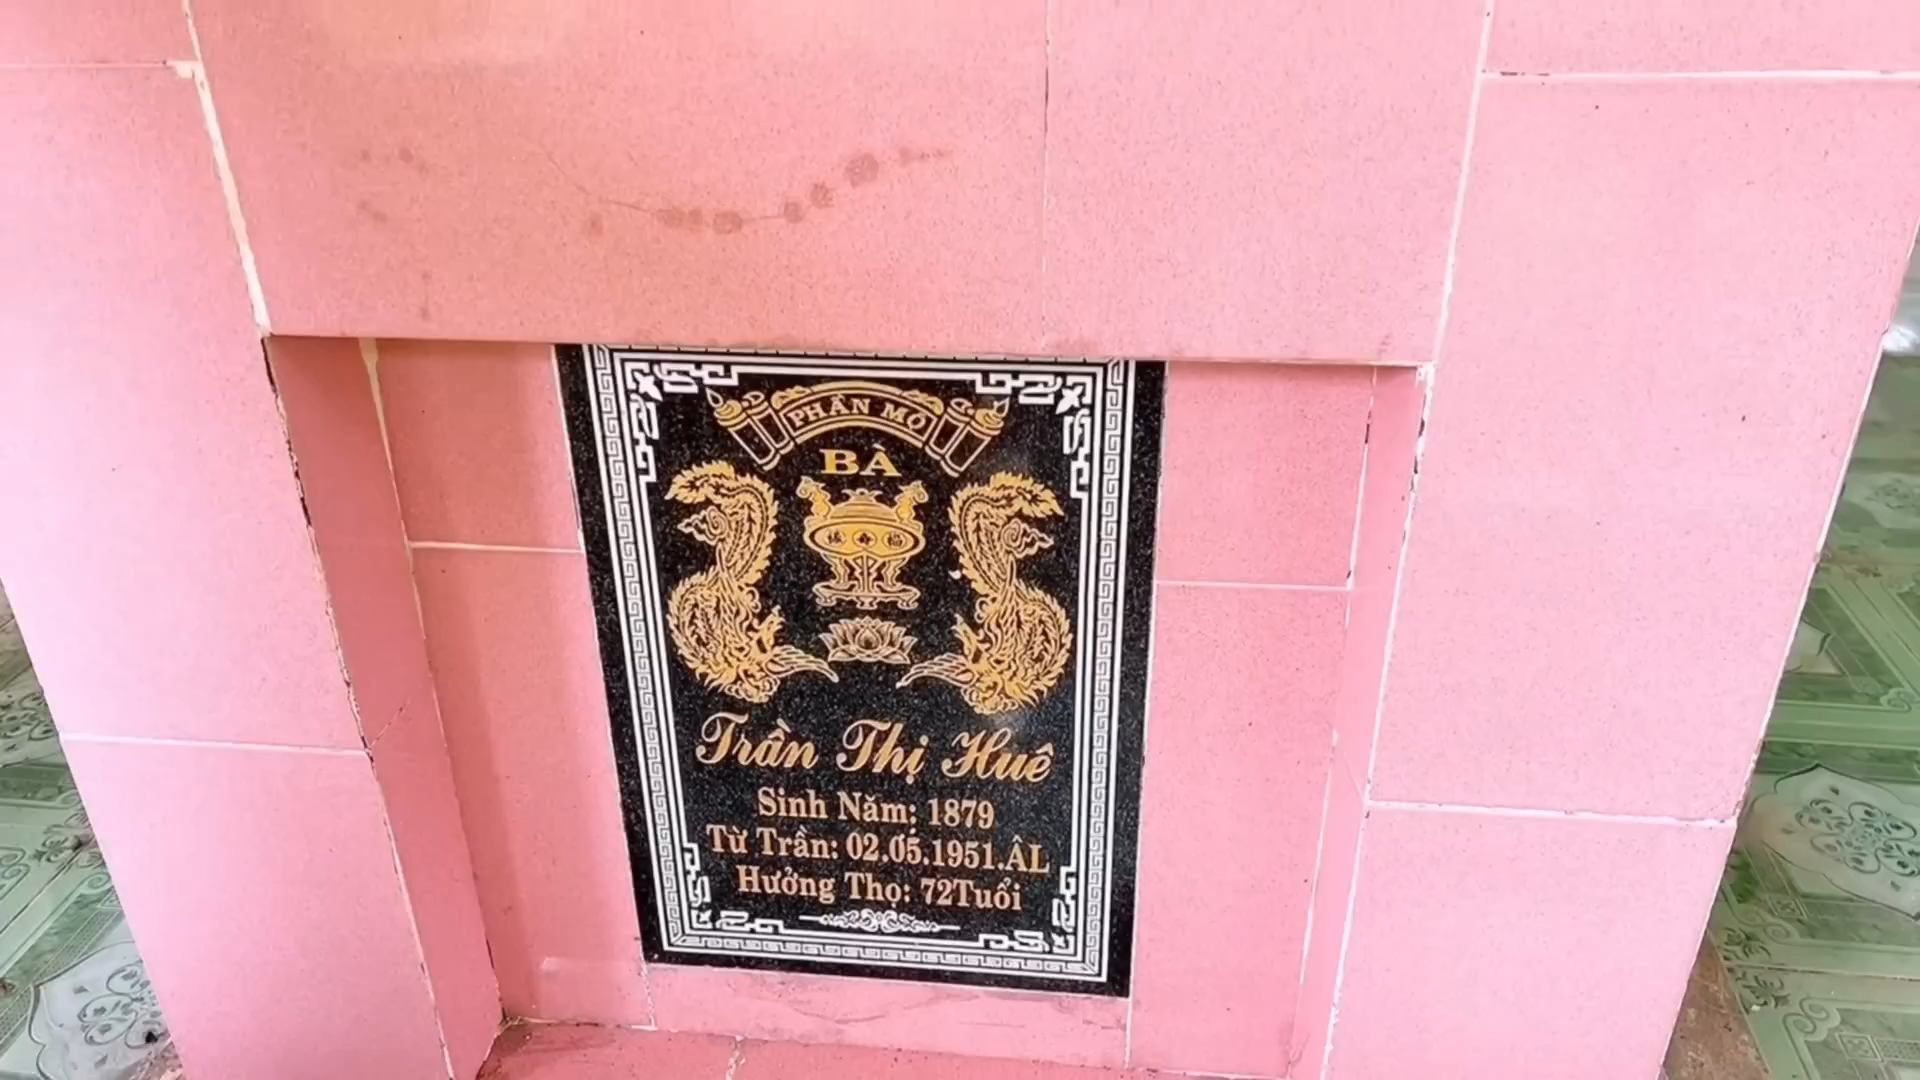 PHẦN MỘ
BÀ
Trần Thị Huê
Sinh Năm: 1879
Từ Trần: 02.05.1951.ÂL
Hưởng Thọ: 72Tuổi